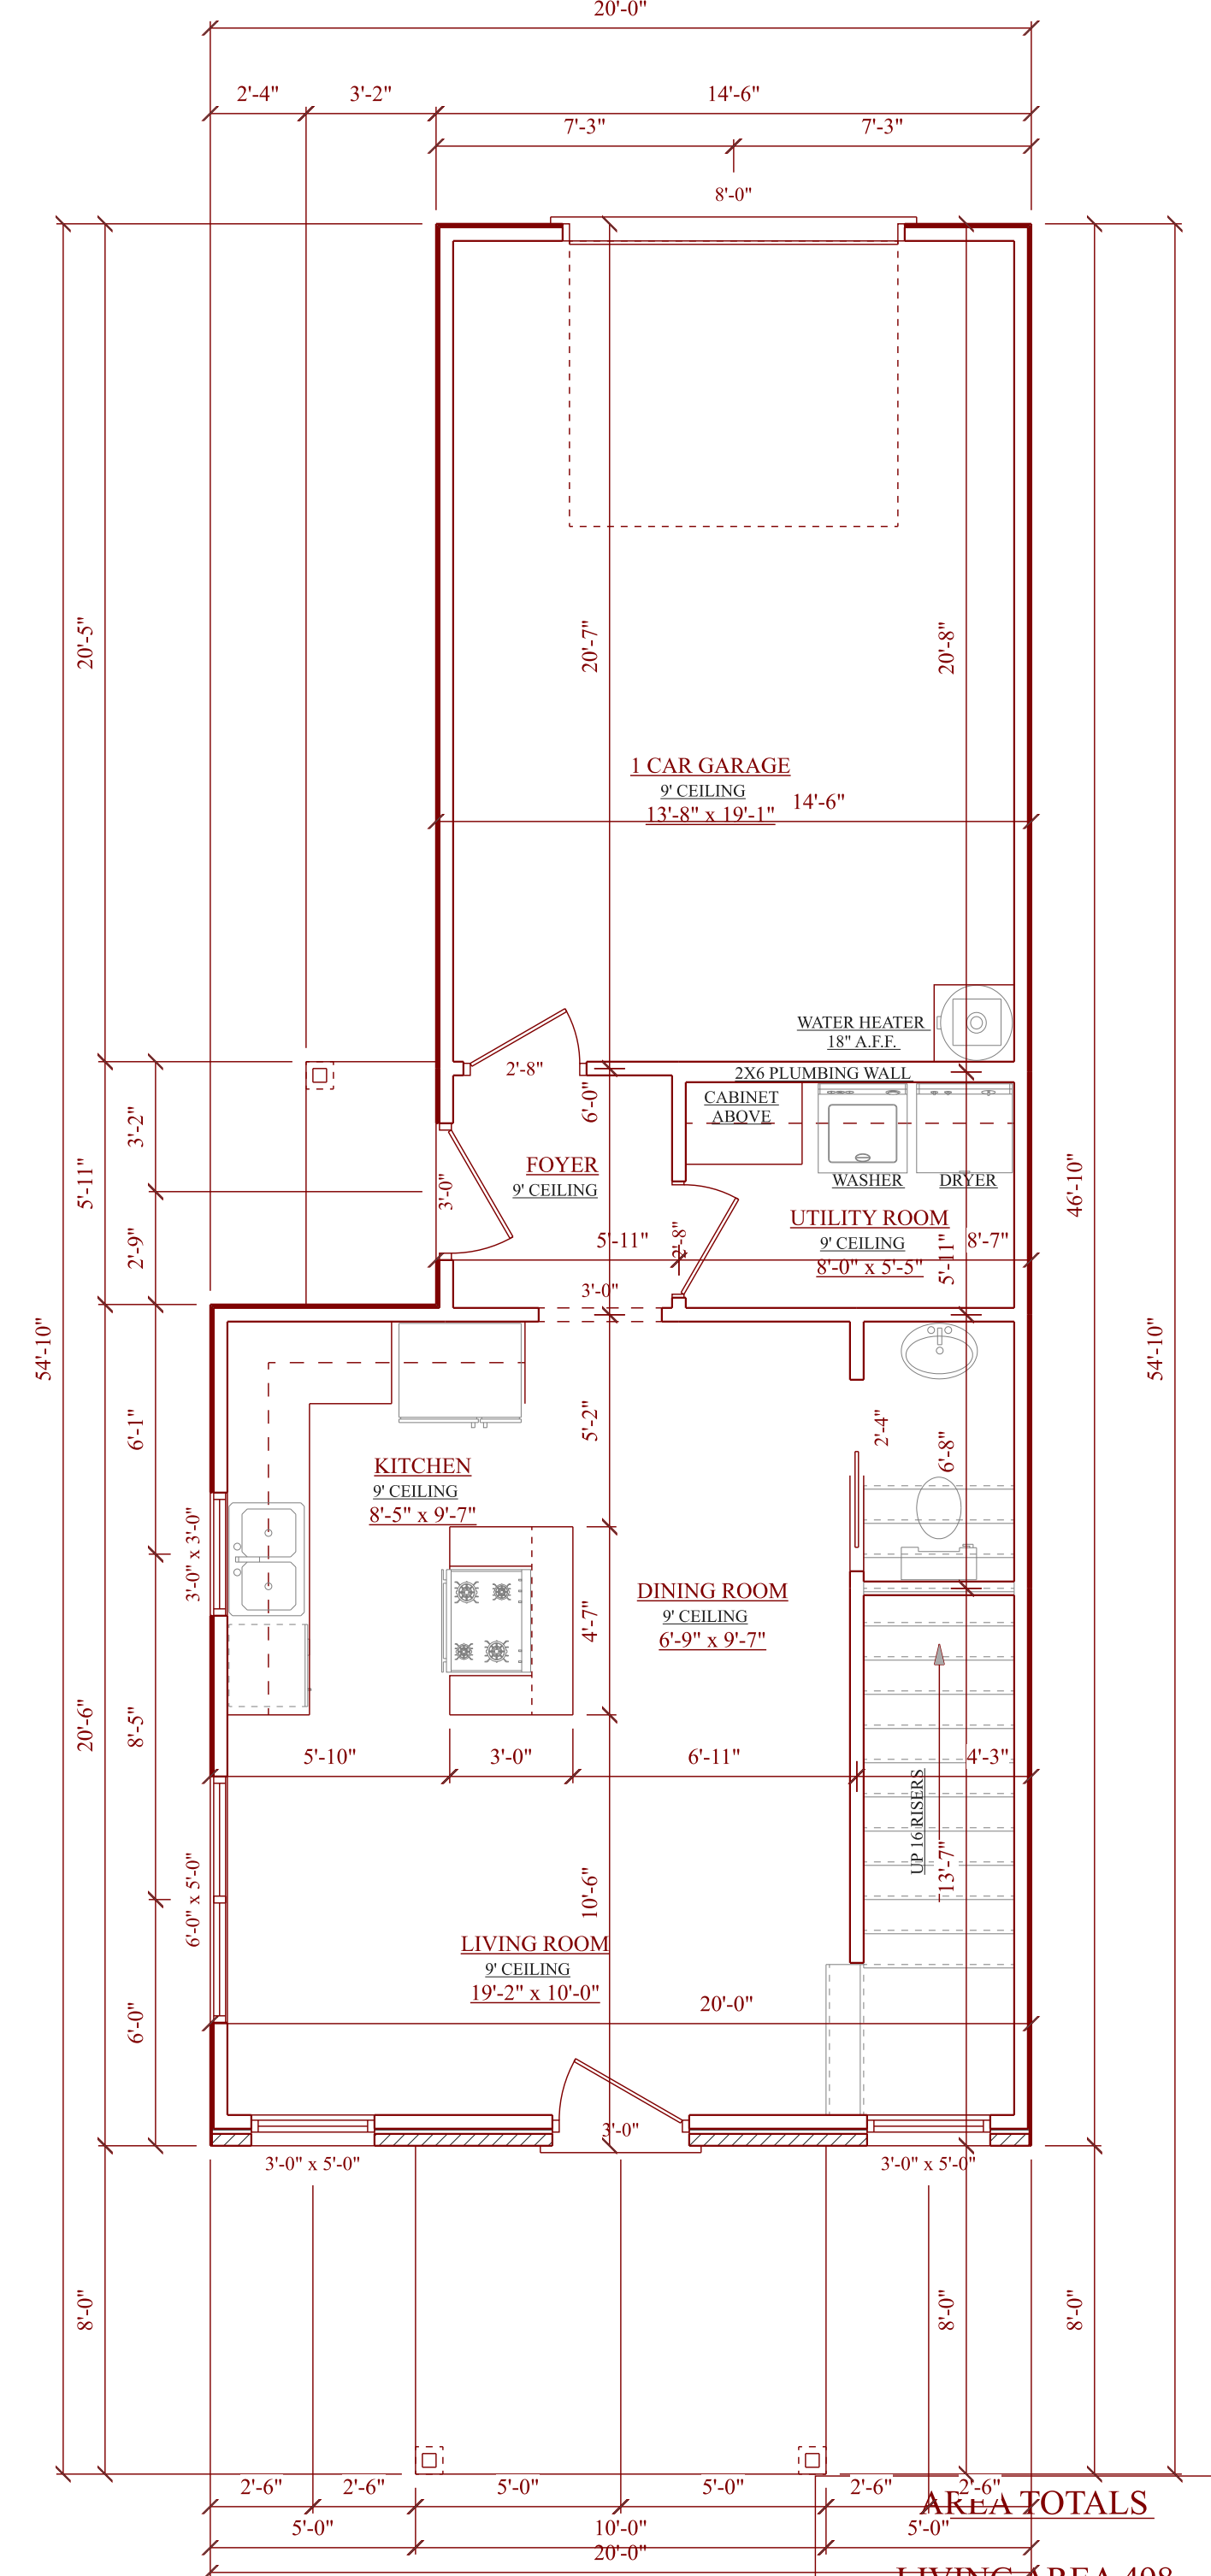 20'-0"
2'-4" 3'-2" 14'-6"
7'-3" 7'-3"
8'-0"
20'-5"
20'-7"
20'-8"
1 CAR GARAGE
9' CEILING
13'-8" x 19'-1"
14'-6"
WATER HEATER
18" A.F.F.
2'-8"
2X6 PLUMBING WALL
CABINET
ABOVE
6'-0"
3'-2"
5'-11"
46'-10"
FOYER
9' CEILING
3'-0"
WASHER
DRYER
UTILITY ROOM
9' CEILING
8'-0" x 5'-5"
2'-9"
5'-11"
2'-8"
5'-11"
8'-7"
3'-0"
54'-10"
54'-10"
6'-1"
5'-2"
2'-4"
6'-8"
KITCHEN
9' CEILING
8'-5" x 9'-7"
3'-0" x 3'-0"
DINING ROOM
9' CEILING
6'-9" x 9'-7"
4'-7"
20'-6"
8'-5"
5'-10" 3'-0" 6'-11" 4'-3"
UP 16 RISERS
13'-7"
6'-0" x 5'-0"
10'-6"
LIVING ROOM
9' CEILING
19'-2" x 10'-0"
20'-0"
6'-0"
3'-0"
3'-0" x 5'-0"
3'-0" x 5'-0"
8'-0"
8'-0"
8'-0"
2'-6" 2'-6" 5'-0" 5'-0" 2'-6" 2'-6"
AREA TOTALS
5'-0" 10'-0" 5'-0"
20'-0"
LIVING AREA 498